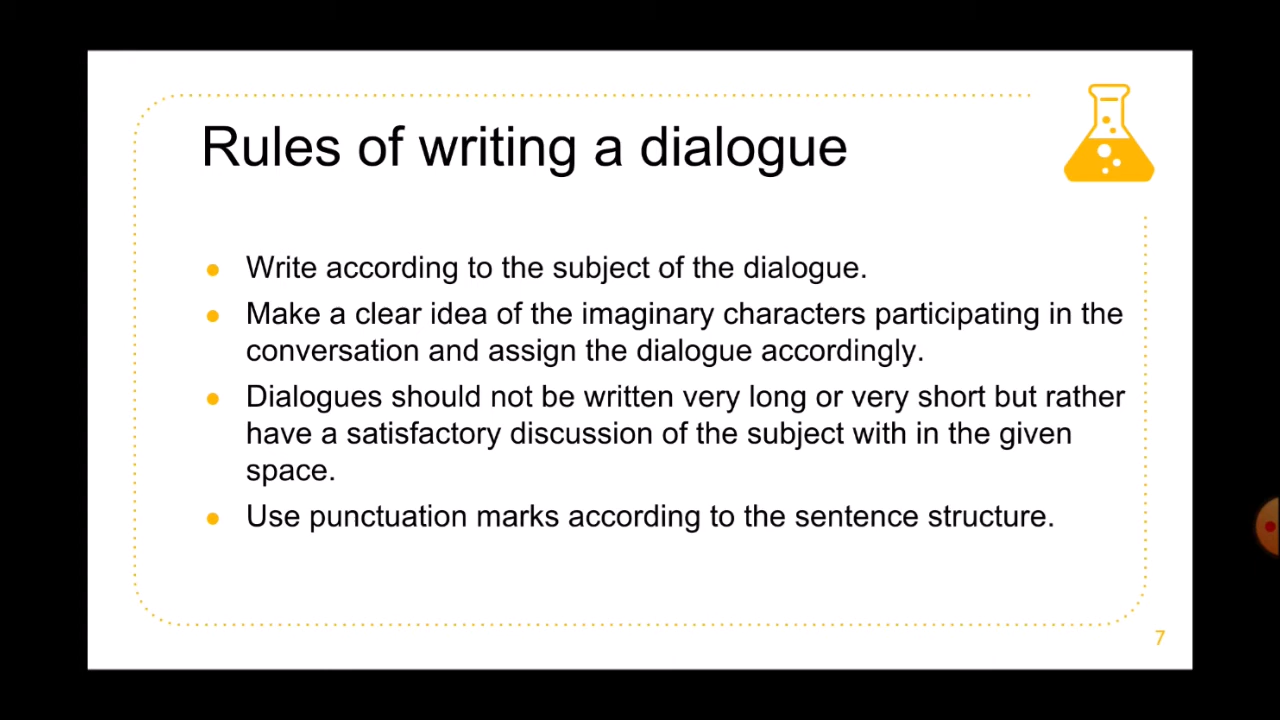 Rules of writing a dialogue
● Write according to the subject of the dialogue.
● Make a clear idea of the imaginary characters participating in the
conversation and assign the dialogue accordingly.
● Dialogues should not be written very long or very short but rather
have a satisfactory discussion of the subject with in the given
space.
● Use punctuation marks according to the sentence structure.
7